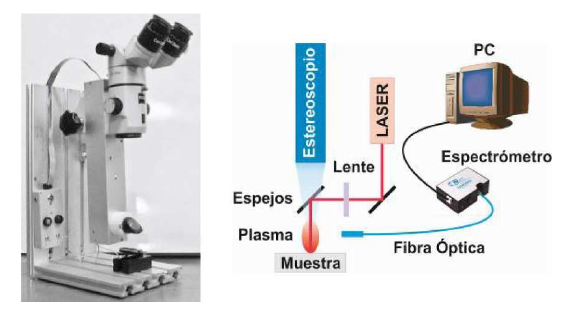 PC
Estereoscopio
LASER
Lente
Espectrómetro
Espejos
Plasma
Fibra Óptica
Muestra